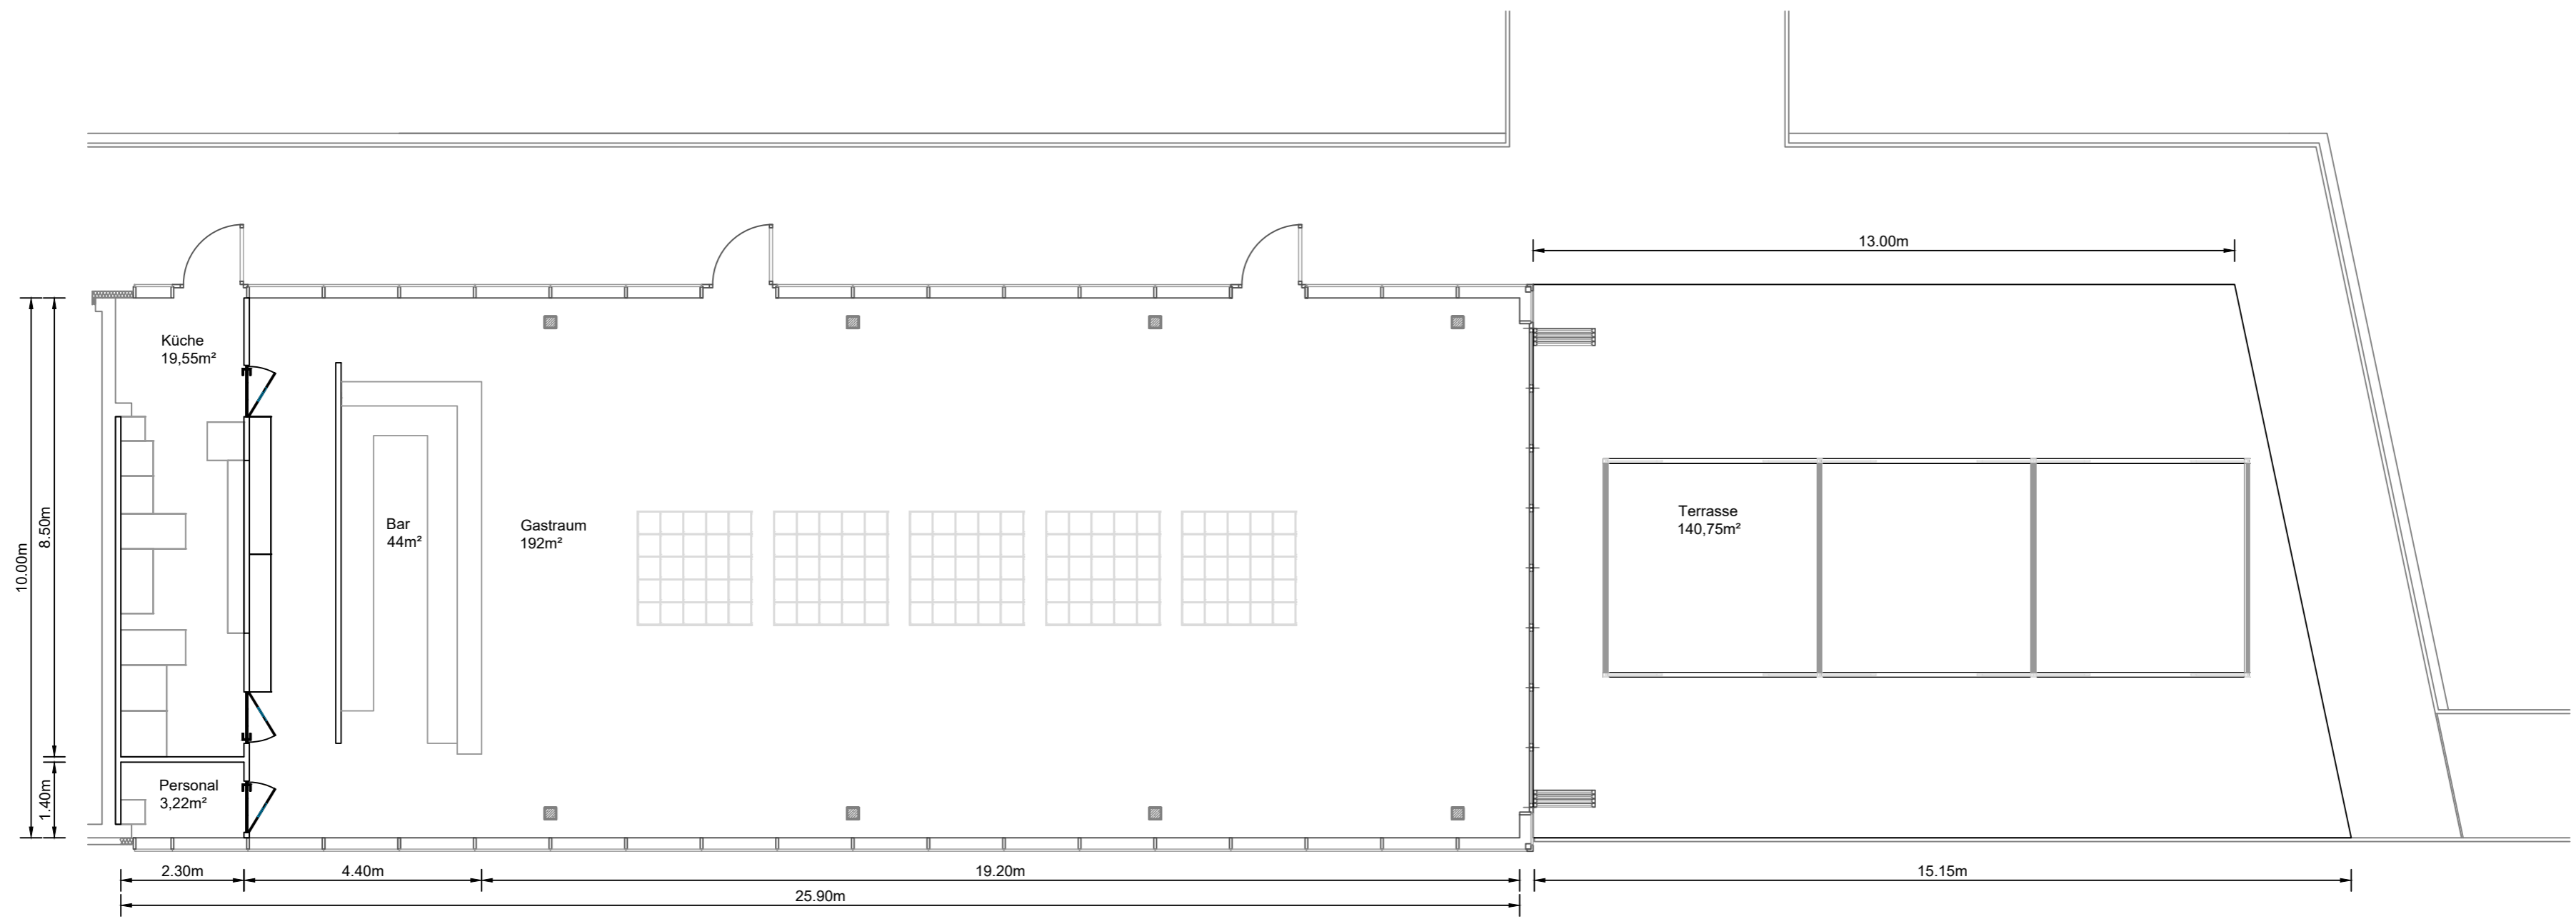 13.00m
Küche
19,55m²
10.00m
8.50m
Bar
44m²
Gastraum
192m²
Terrasse
140,75m²
1.40m
Personal
3,22m²
2.30m
4.40m
19.20m
15.15m
25.90m